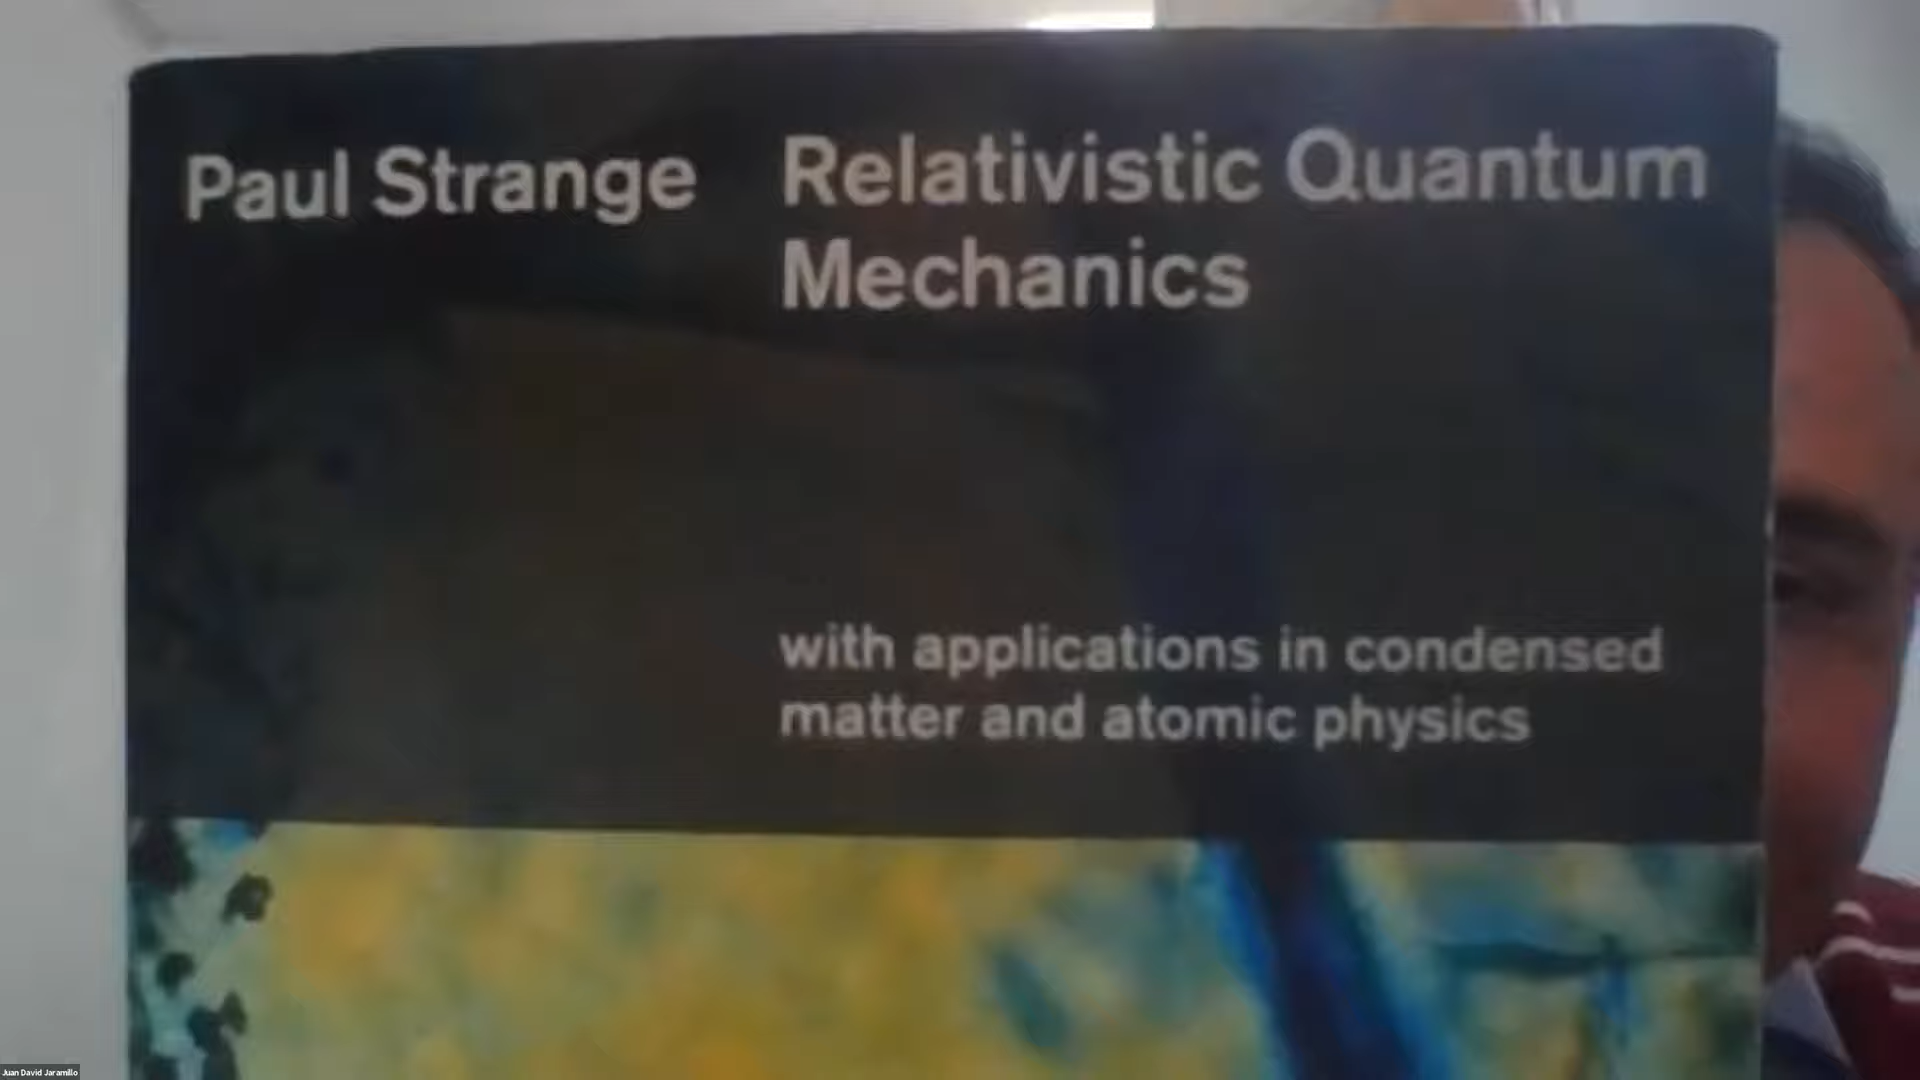 Paul Strange
Relativistic Quantum
Mechanics
with applications in condensed
matter and atomic physics
Juan David Jaramillo